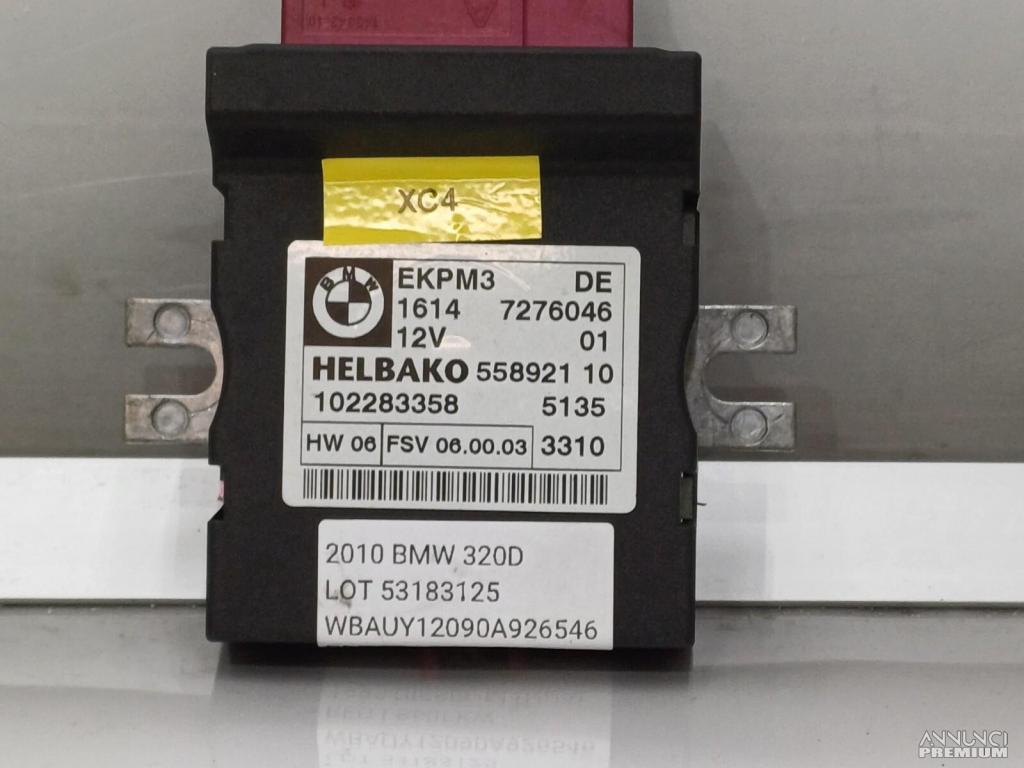 XC4
BMW
EKPM3 DE
1614 7276046
12V 01
HELBAKO 558921 10
102283358 5135
HW 06 FSV 06.00.03 3310
2010 BMW 320D
LOT 53183125
WBAUY12090A926546
ANNUNCI
PREMIUM